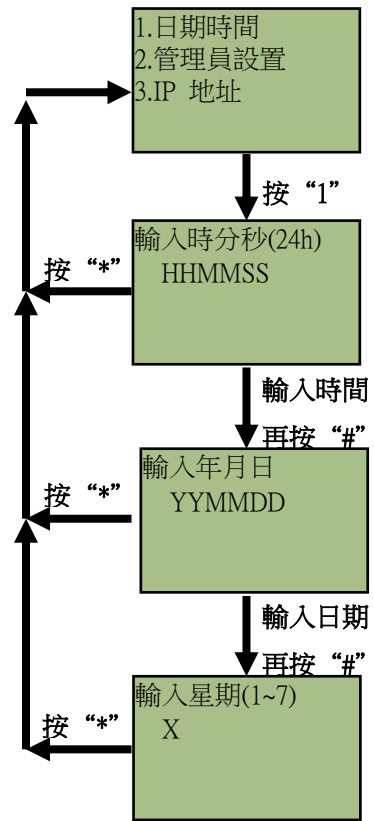 1.日期時間
2.管理員設置
3.IP 地址
按“1”
輸入時分秒(24h)
HHMMSS
按“*”
輸入時間
再按“#”
輸入年月日
YYMMDD
按“*”
輸入日期
再按“#”
輸入星期(1~7)
X
按“*”